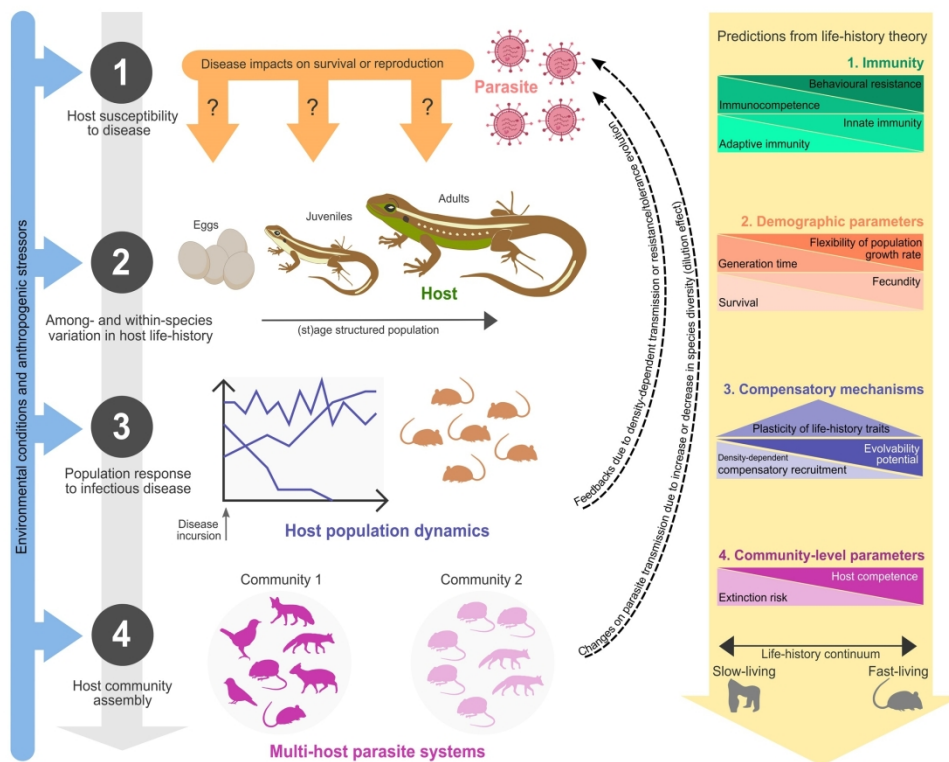 Environmental conditions and anthropogenic stressors
1
Host susceptibility
to disease
Disease impacts on survival or reproduction
?
?
?
Parasite
2
Among- and within-species
variation in host life-history
Eggs
Juveniles
Adults
Host
(st)age structured population
3
Population response
to infectious disease
Disease
incursion
Host population dynamics
4
Host community
assembly
Community 1
Community 2
Multi-host parasite systems
Feedbacks due to density-dependent transmission or resistance/tolerance evolution
Changes on parasite transmission due to increase or decrease in species diversity (dilution effect)
Predictions from life-history theory
1. Immunity
Behavioural resistance
Immunocompetence
Innate immunity
Adaptive immunity
2. Demographic parameters
Flexibility of population
growth rate
Generation time
Fecundity
Survival
3. Compensatory mechanisms
Plasticity of life-history traits
Evolvability
potential
Density-dependent
compensatory recruitment
4. Community-level parameters
Host competence
Extinction risk
Life-history continuum
Slow-living
Fast-living